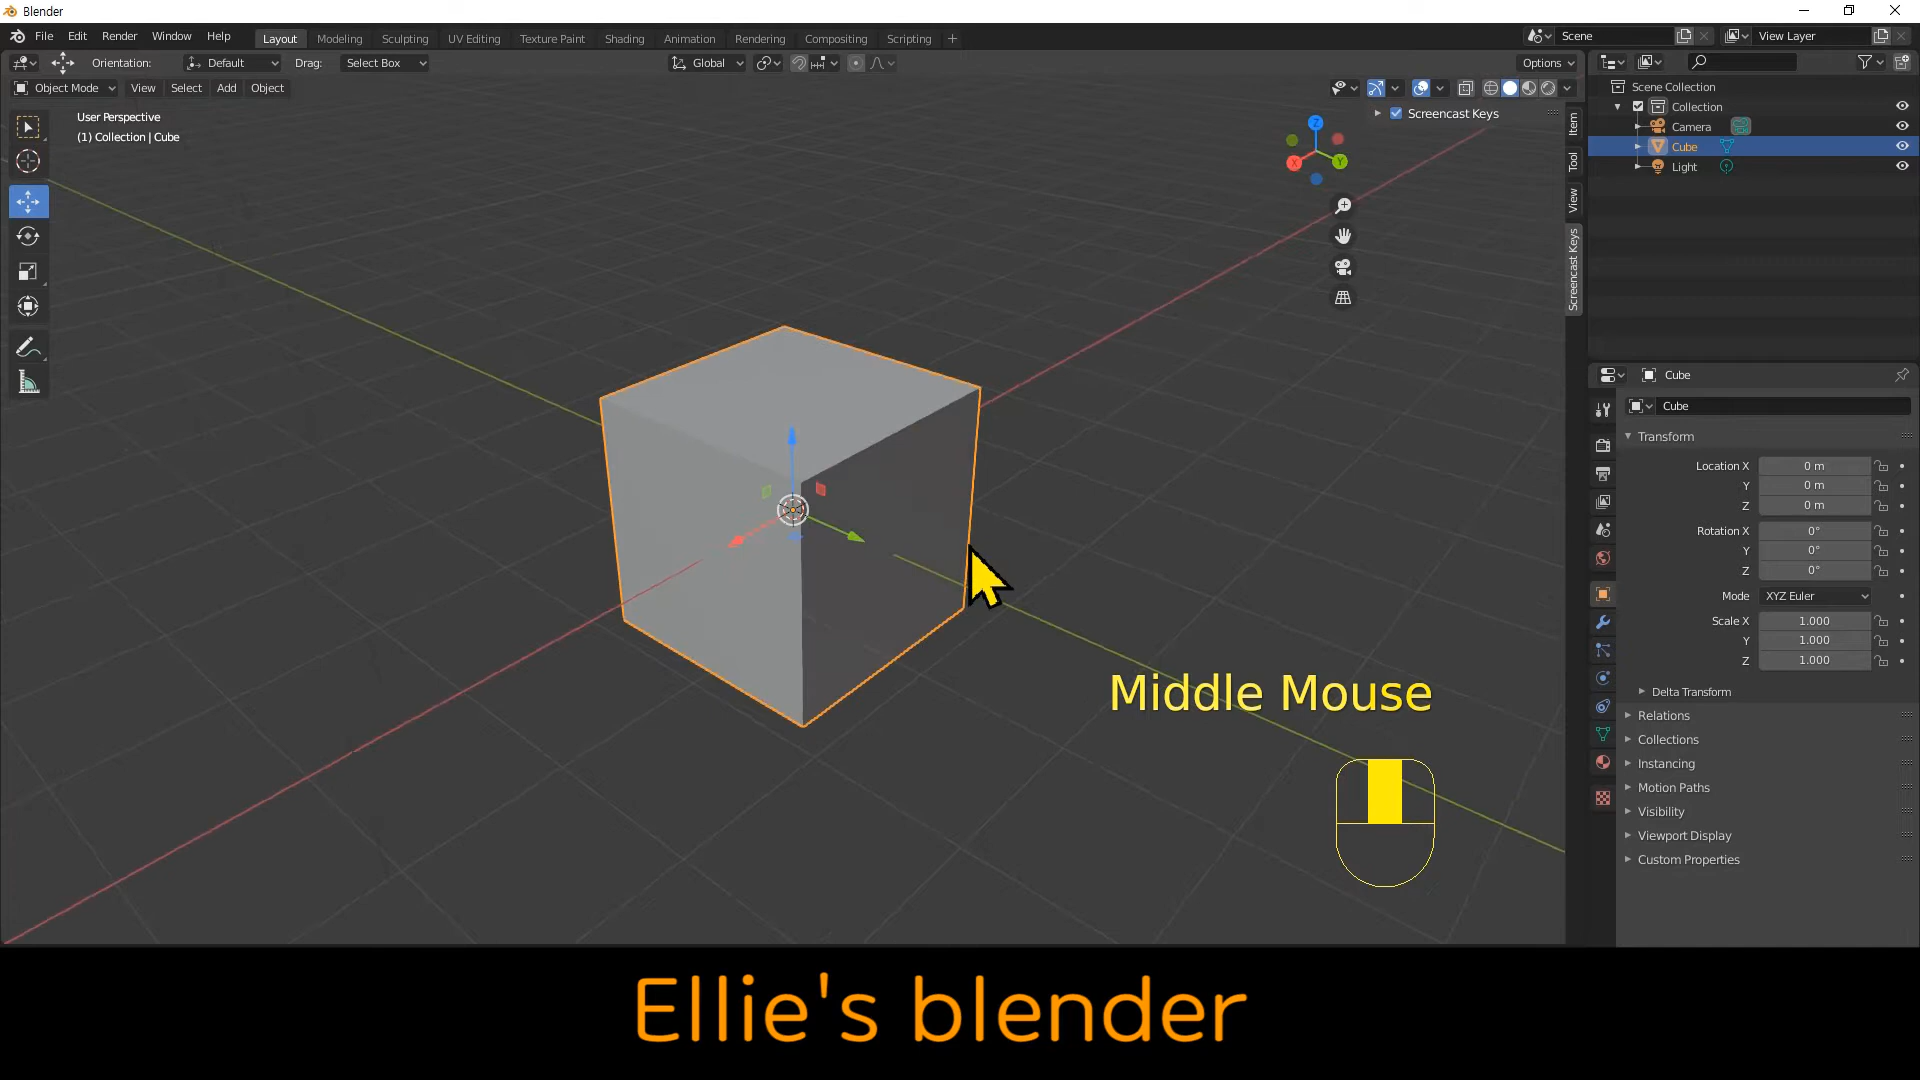 Blender
File Edit Render Window Help Layout Modeling Sculpting UV Editing Texture Paint Shading Animation Rendering Compositing Scripting Scene View Layer
Orientation: Default Drag: Select Box Global Options
Object Mode View Select Add Object
User Perspective
(1) Collection | Cube
Screencast Keys
X
Y
Z
Item
Tool
View
Screencast Keys
Scene Collection
Collection
Camera
Cube
Light
Cube
Cube
Transform
Location X 0 m
Y 0 m
Z 0 m
Rotation X 0°
Y 0°
Z 0°
Mode XYZ Euler
Scale X 1.000
Y 1.000
Z 1.000
Delta Transform
Relations
Collections
Instancing
Motion Paths
Visibility
Viewport Display
Custom Properties
Middle Mouse
Ellie's blender